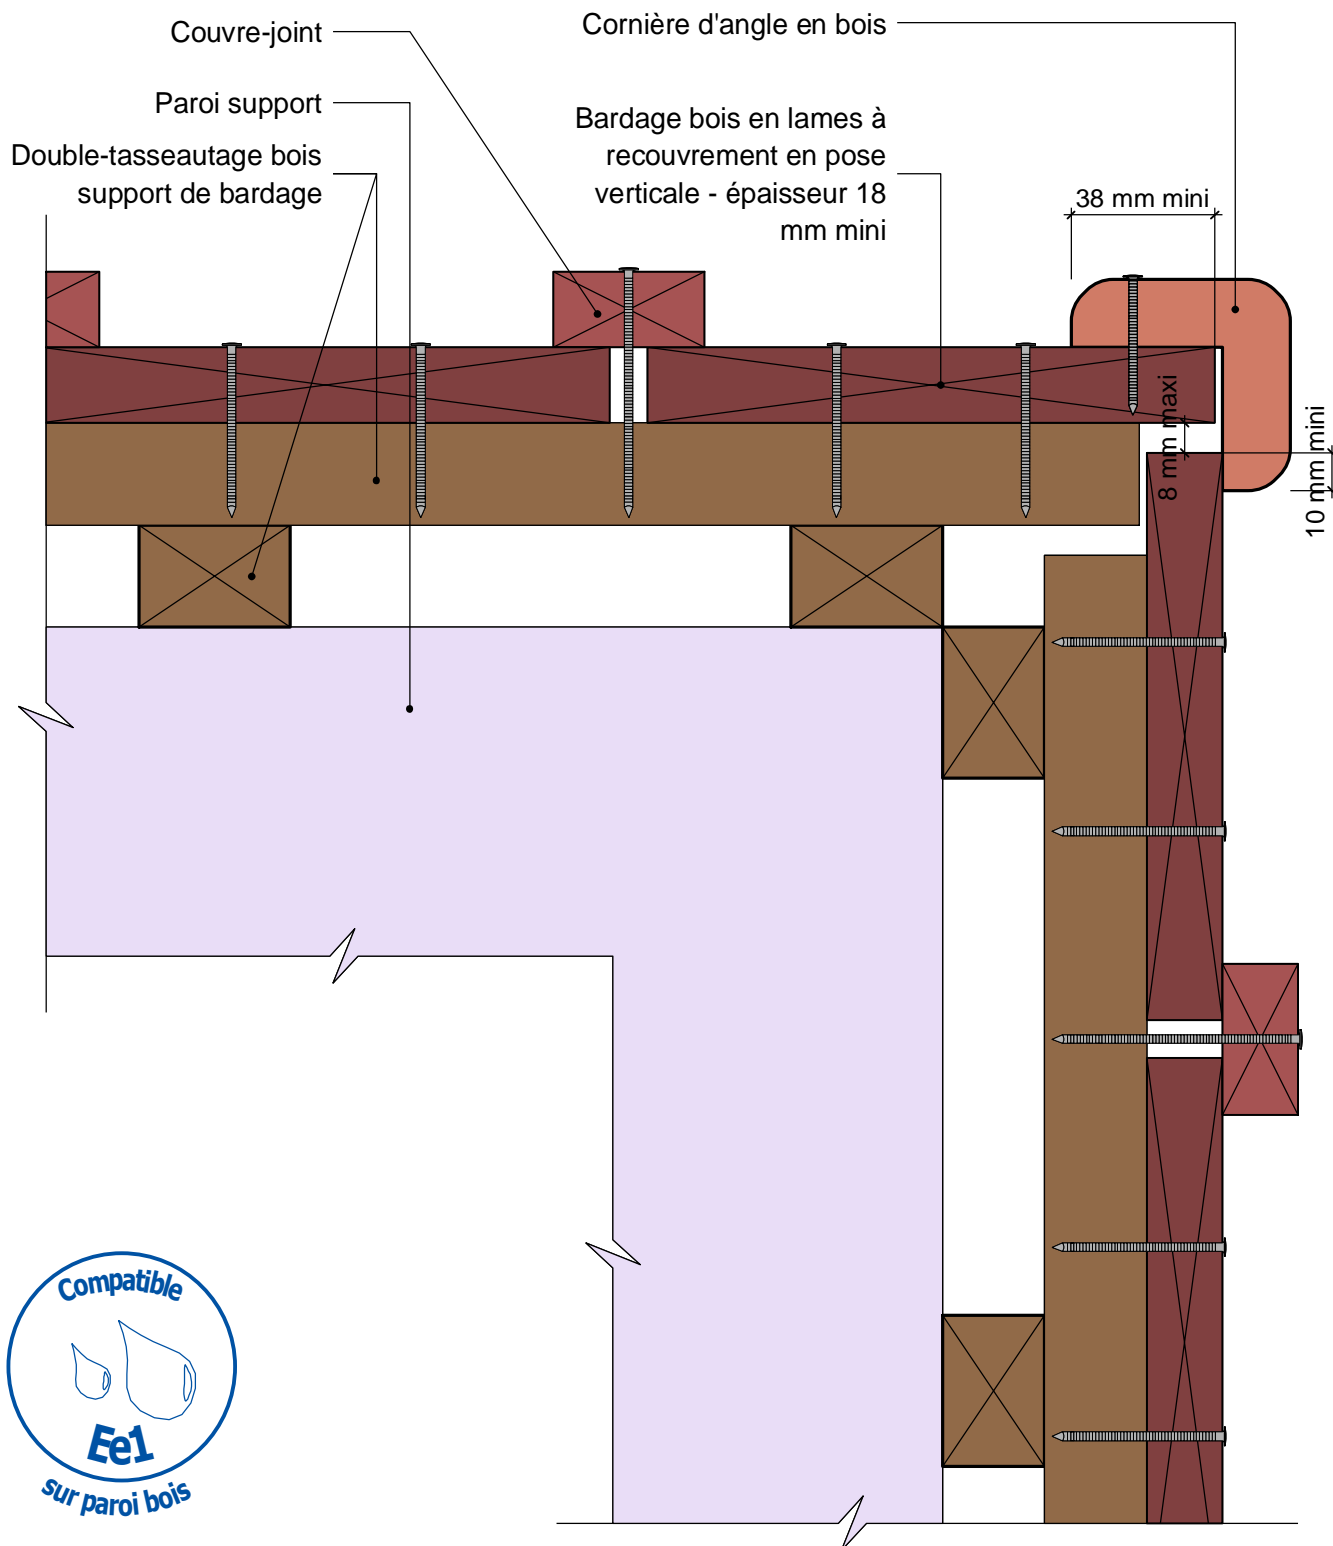 Couvre-joint
Paroi support
Double-tasseautage bois
support de bardage
Cornière d'angle en bois
Bardage bois en lames à
recouvrement en pose
verticale - épaisseur 18
mm mini
38 mm mini
8 mm maxi
10 mm mini
Compatible
Ee1
sur paroi bois